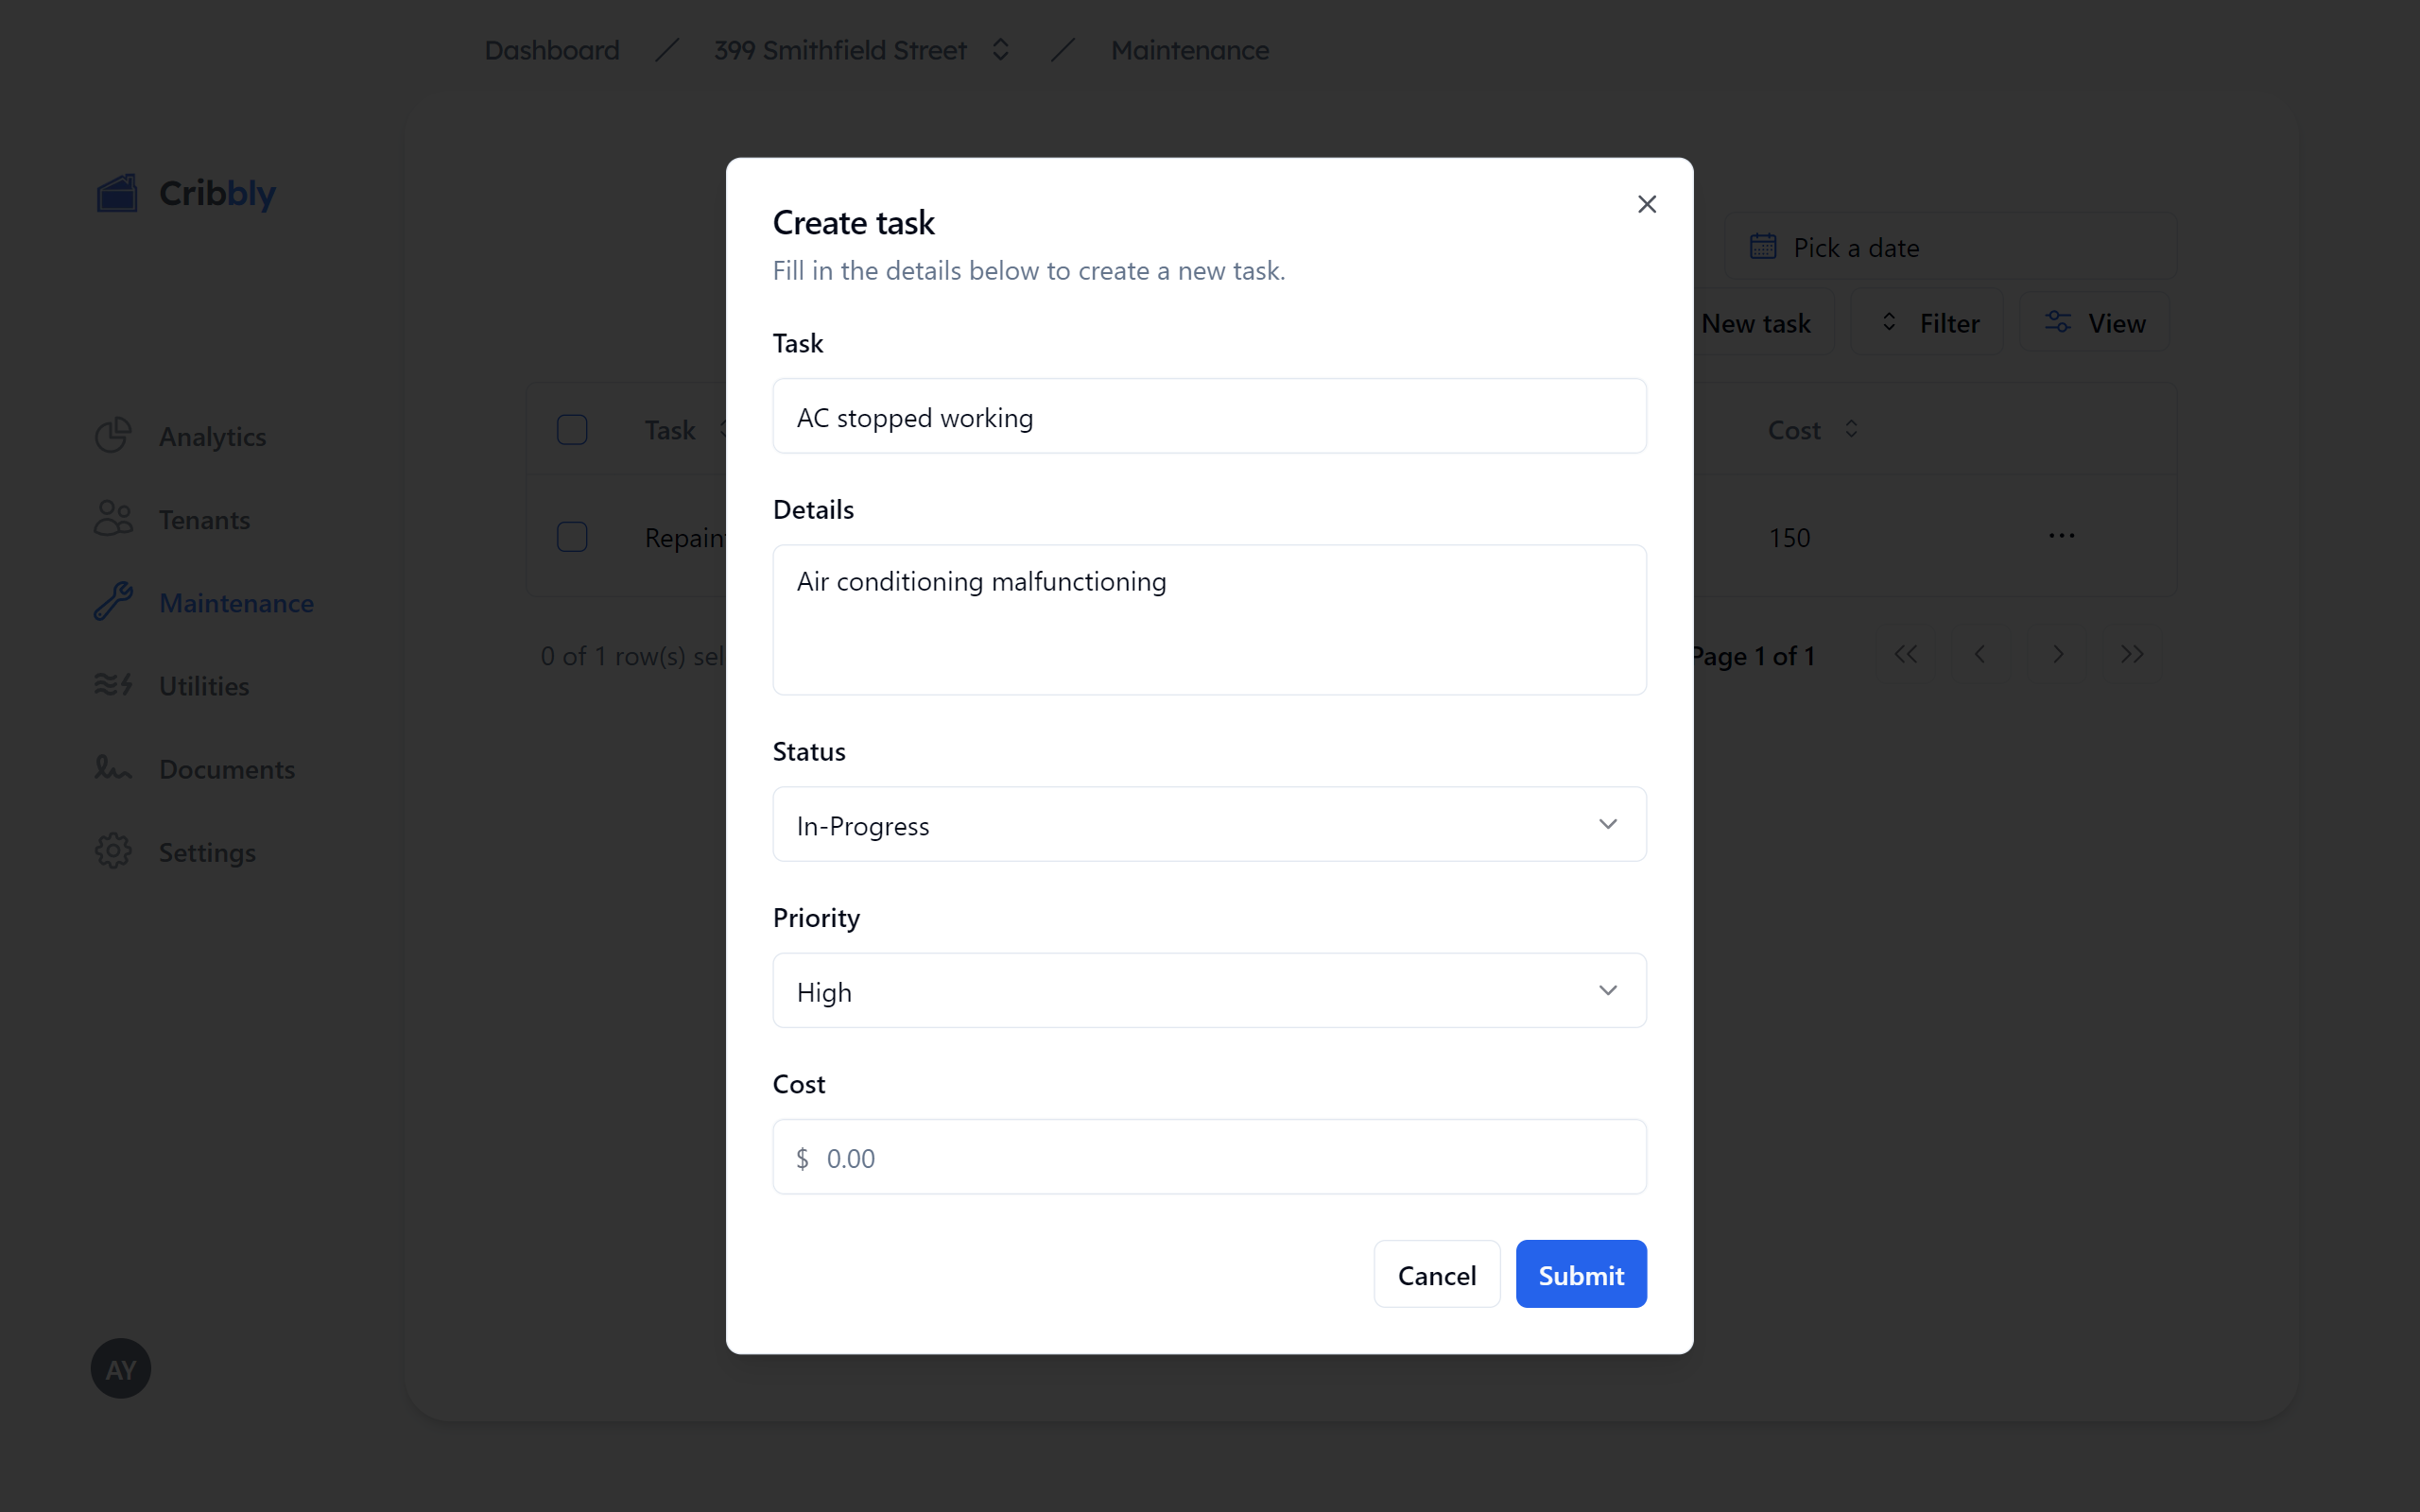 Dashboard / 399 Smithfield Street / Maintenance
Cribbly
Analytics
Tenants
Maintenance
Utilities
Documents
Settings
AY
Pick a date
New task Filter View
Task Cost
150 ...
0 of 1 row(s)
Page 1 of 1
Create task
Fill in the details below to create a new task.
Task
AC stopped working
Details
Air conditioning malfunctioning
Status
In-Progress
Priority
High
Cost
$ 0.00
Cancel Submit